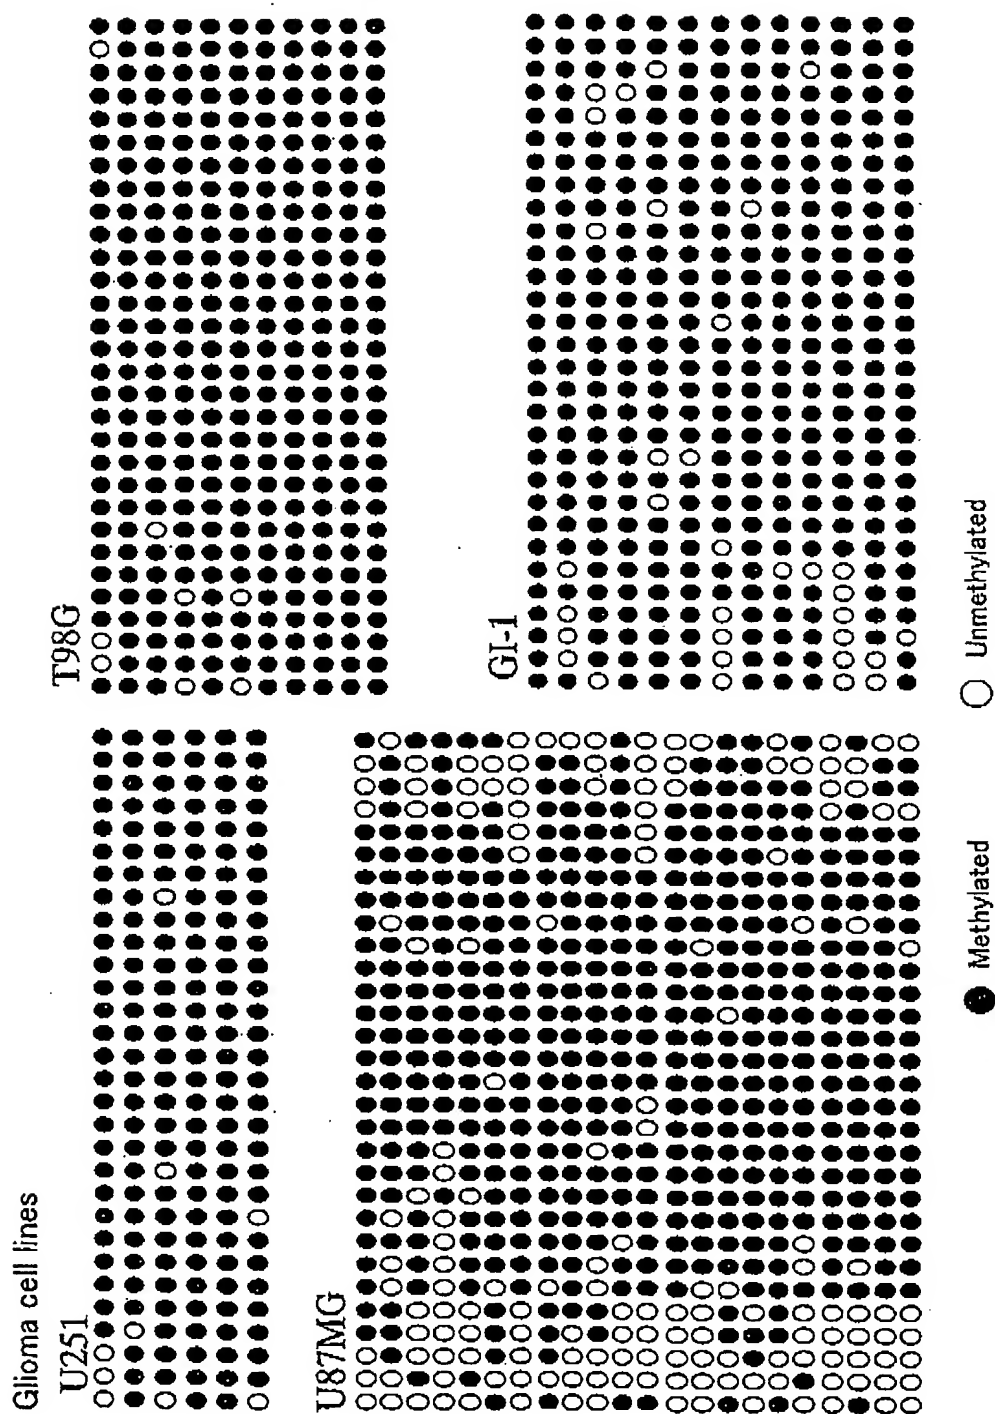 Glioma cell lines
U251
T98G
U87MG
GI-1
Methylated
Unmethylated